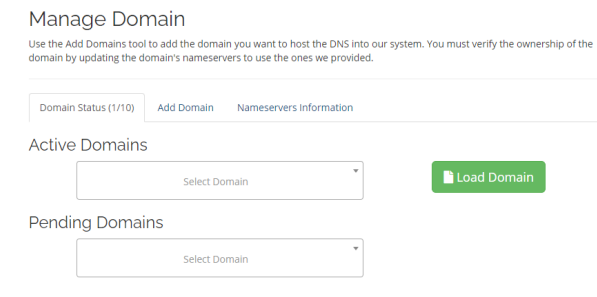 Manage Domain
Use the Add Domains tool to add the domain you want to host the DNS into our system. You must verify the ownership of the
domain by updating the domain's nameservers to use the ones we provided.
Domain Status (1/10) Add Domain Nameservers Information
Active Domains
Select Domain Load Domain
Pending Domains
Select Domain